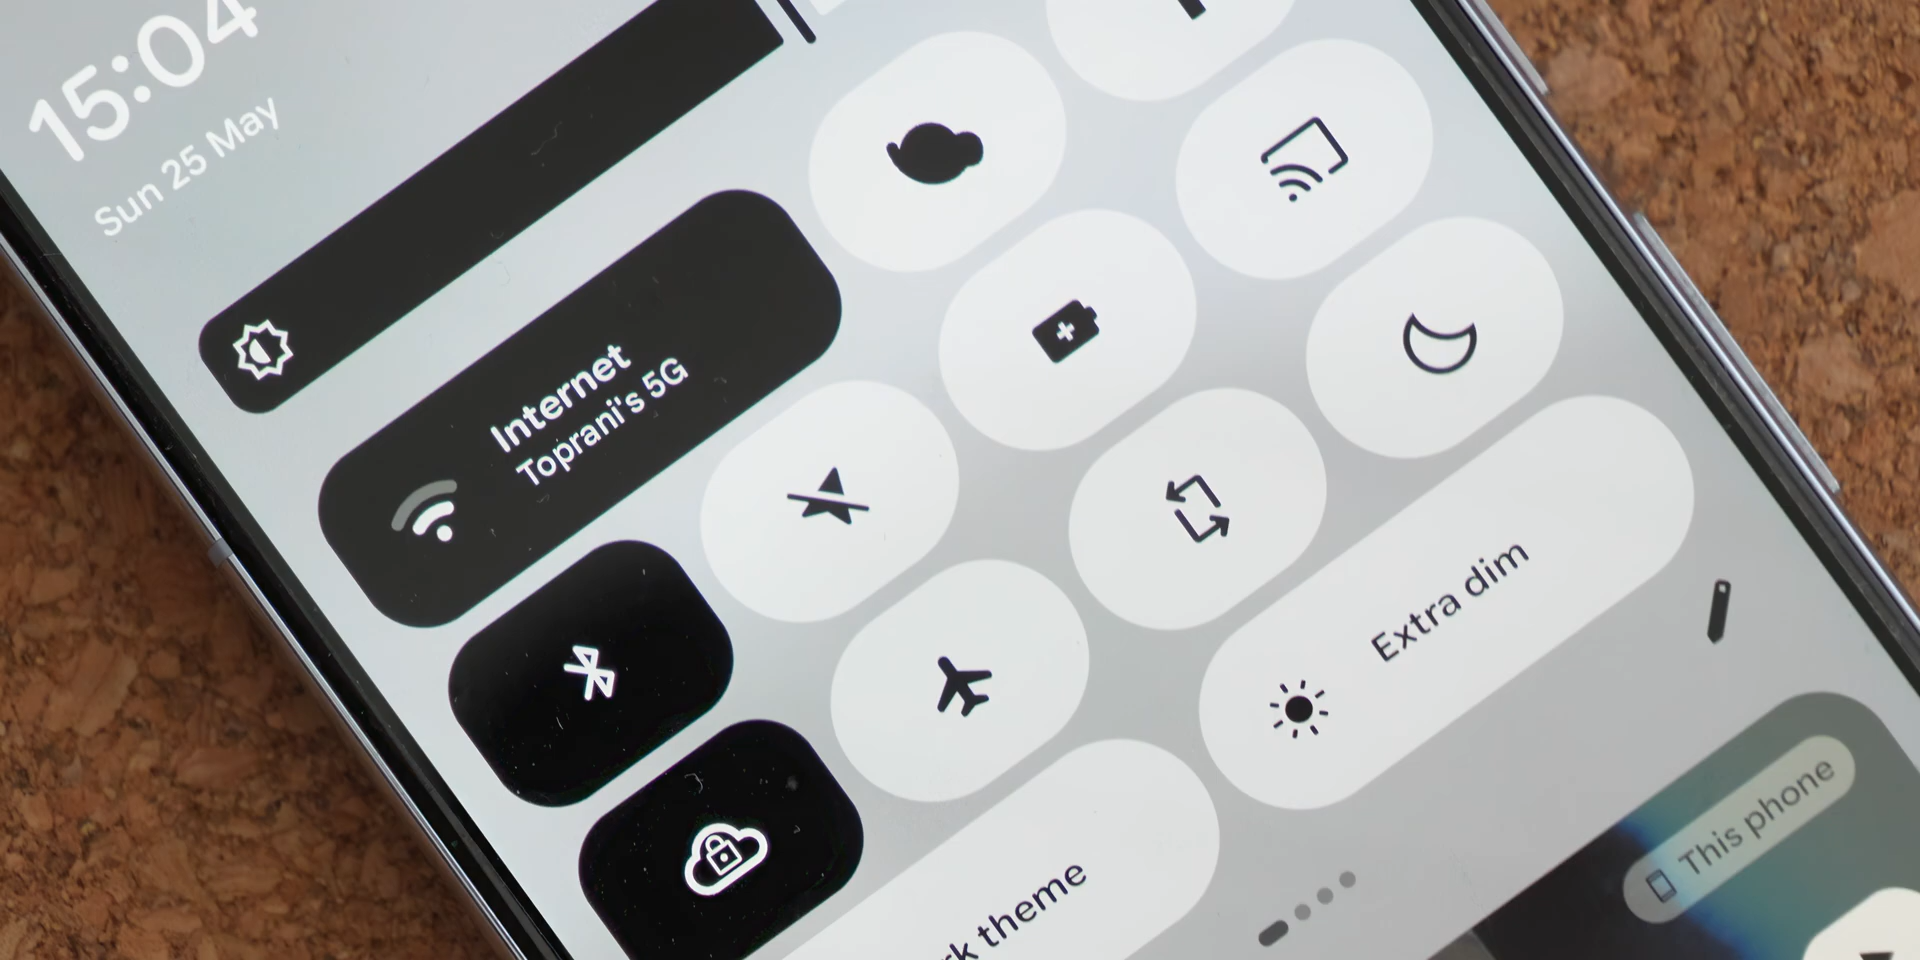 15:04
Sun 25 May
Internet
Toprani's 5G
Extra dim
rk theme
This phone